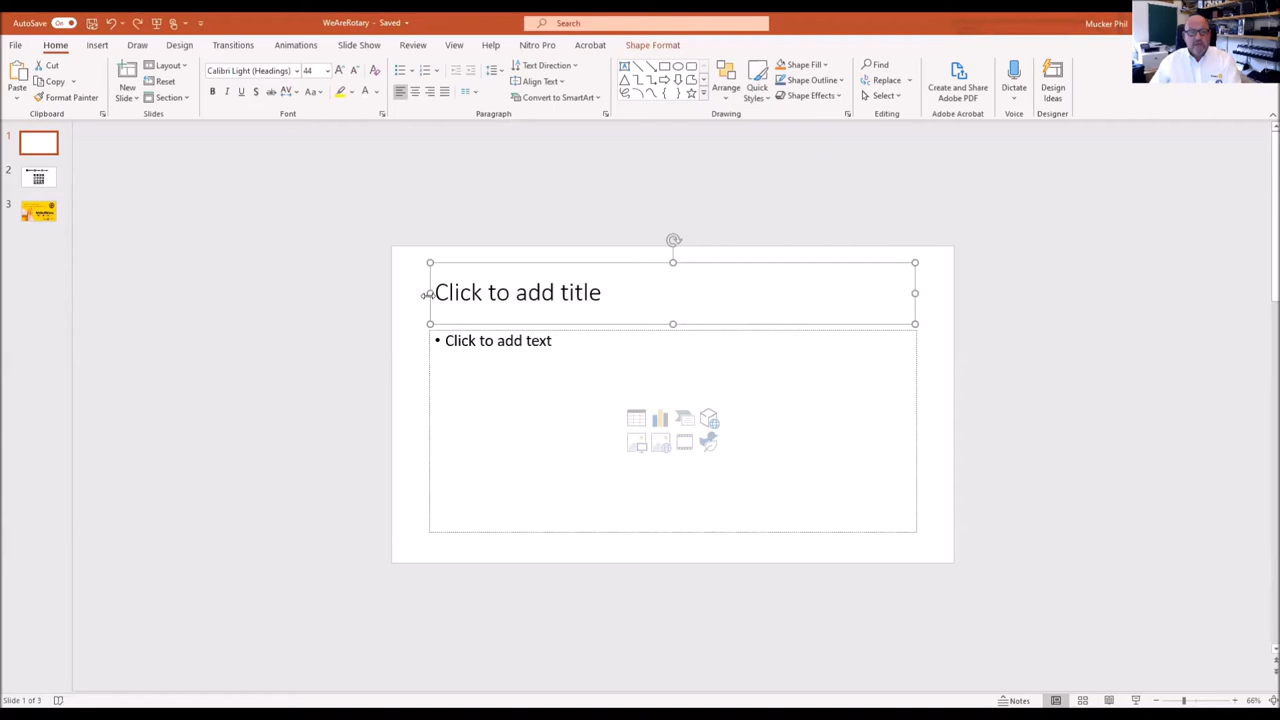 AutoSave On WeAreRotary - Saved Search Mucker Phil
File Home Insert Draw Design Transitions Animations Slide Show Review View Help Nitro Pro Acrobat Shape Format
Paste
Cut
Copy
Format Painter
Clipboard
New
Slide
Layout
Reset
Section
Slides
Calibri Light (Headings) 44
Font
Paragraph
Text Direction
Align Text
Convert to SmartArt
Arrange
Quick
Styles
Shape Fill
Shape Outline
Shape Effects
Drawing
Find
Replace
Select
Editing
Create and Share
Adobe PDF
Adobe Acrobat
Dictate
Voice
Design
Ideas
Designer
1
2
3
Click to add title
• Click to add text
Slide 1 of 3 Notes 66%